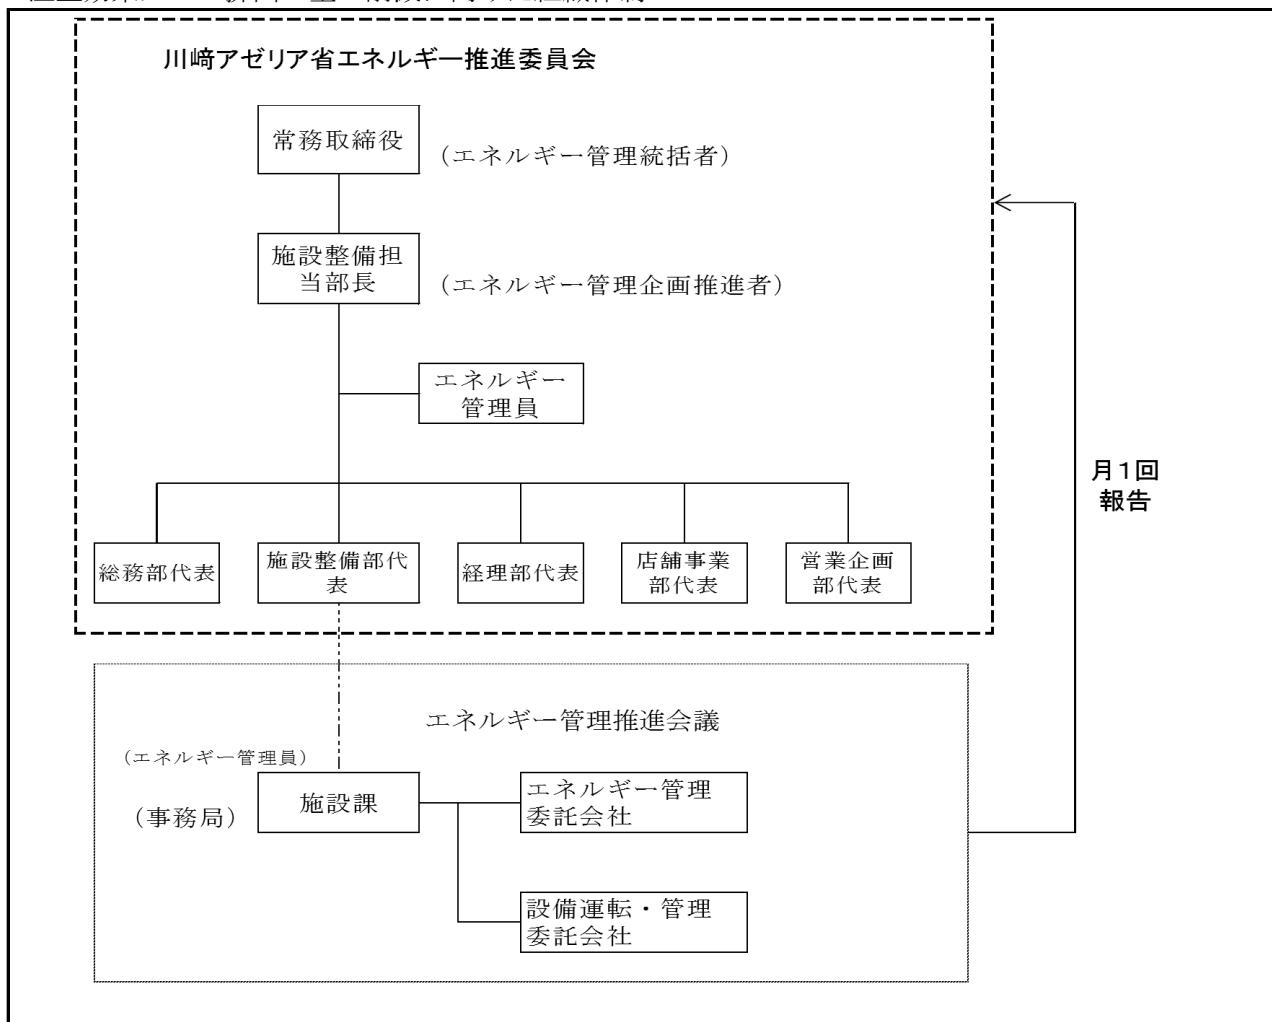 川﨑アゼリア省エネルギー推進委員会
常務取締役
（エネルギー管理統括者）
施設整備担
当部長
（エネルギー管理企画推進者）
エネルギー
管理員
月１回
報告
総務部代表
施設整備部代
表
経理部代表
店舗事業
部代表
営業企画
部代表
エネルギー管理推進会議
（エネルギー管理員）
（事務局）
施設課
エネルギー管理
委託会社
設備運転・管理
委託会社